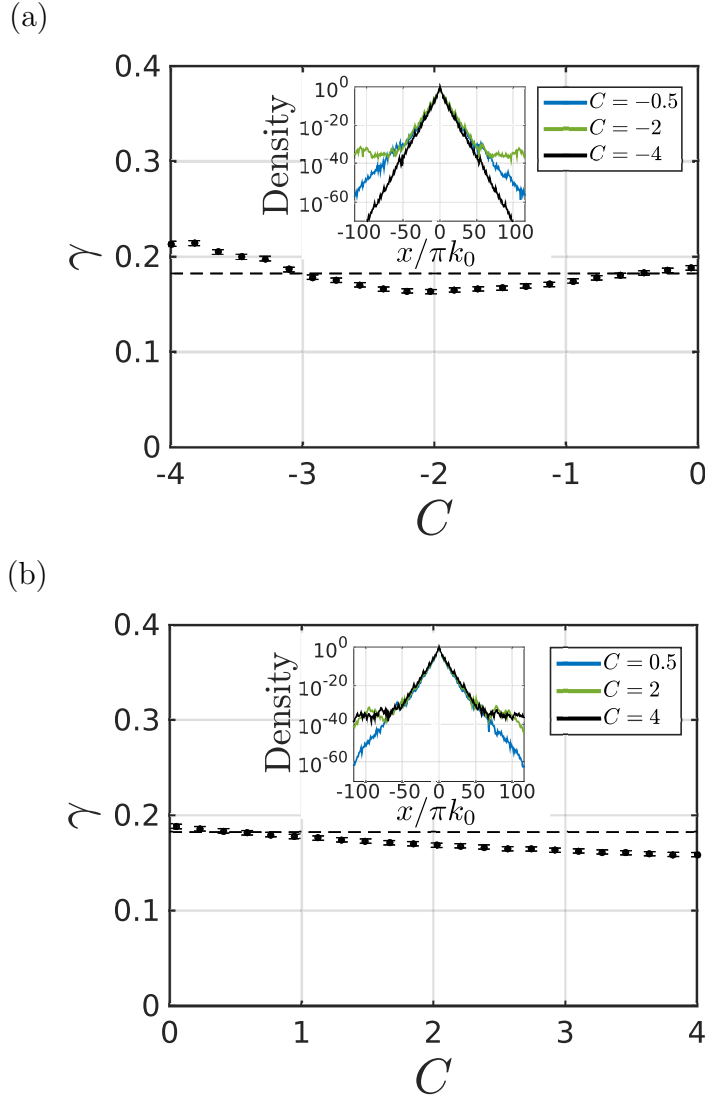 (a)
0.4
0.3
0.2
0.1
0
γ
-4
-3
-2
-1
0
C
Density
10^0
10^-20
10^-40
10^-60
-100
-50
0
50
100
x/πk_0
C = −0.5
C = −2
C = −4
(b)
0.4
0.3
0.2
0.1
0
γ
0
1
2
3
4
C
Density
10^0
10^-20
10^-40
10^-60
-100
-50
0
50
100
x/πk_0
C = 0.5
C = 2
C = 4